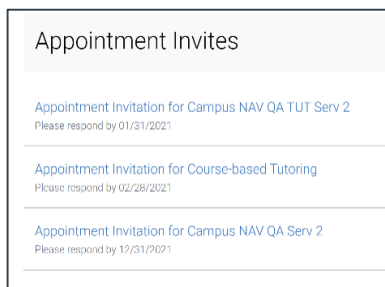 Appointment Invites
Appointment Invitation for Campus NAV QA TUT Serv 2
Please respond by 01/31/2021
Appointment Invitation for Course-based Tutoring
Please respond by 02/28/2021
Appointment Invitation for Campus NAV QA Serv 2
Please respond by 12/31/2021